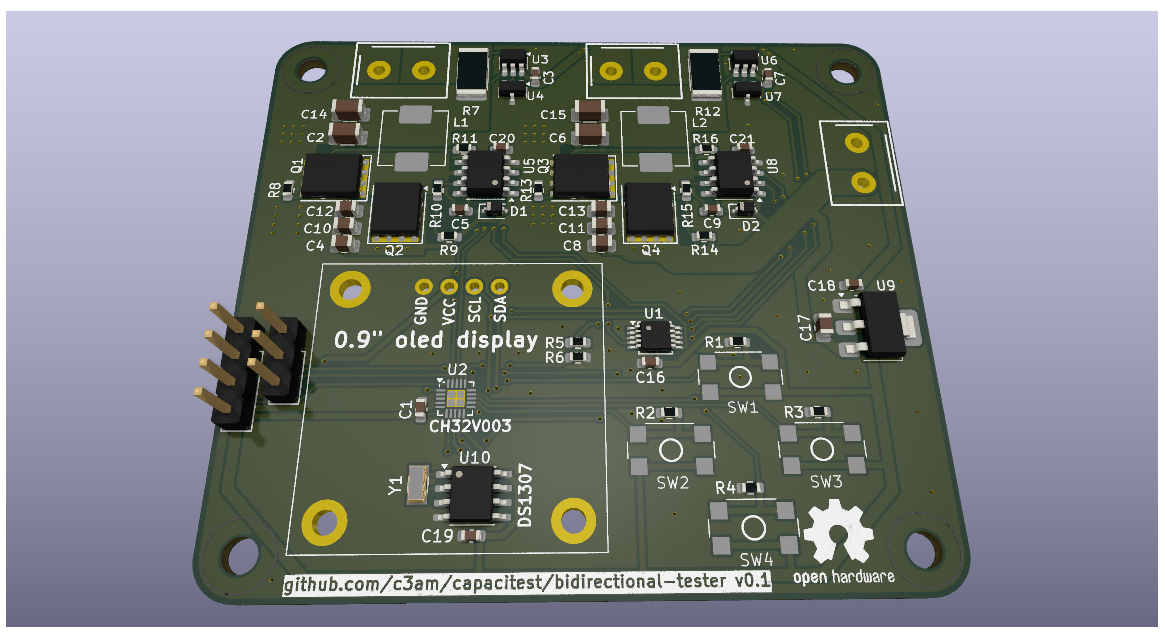 U3
C3
U4
R7
U6
C7
U7
R12
C14
C2
L1
C15
C6
L2
R11
C20
R16
C21
Q1
R8
U5
R13
Q3
U8
C12
C10
C4
Q2
R10
C5
D1
R9
C13
C11
C8
Q4
R15
C9
D2
R14
GND
VCC
SCL
SDA
0.9" oled display
R5
R6
U1
C16
C18
U9
C17
R1
SW1
U2
C1
CH32V003
R2
R3
SW2
SW3
U10
Y1
DS1307
C19
R4
SW4
open hardware
github.com/c3am/capacitest/bidirectional-tester v0.1